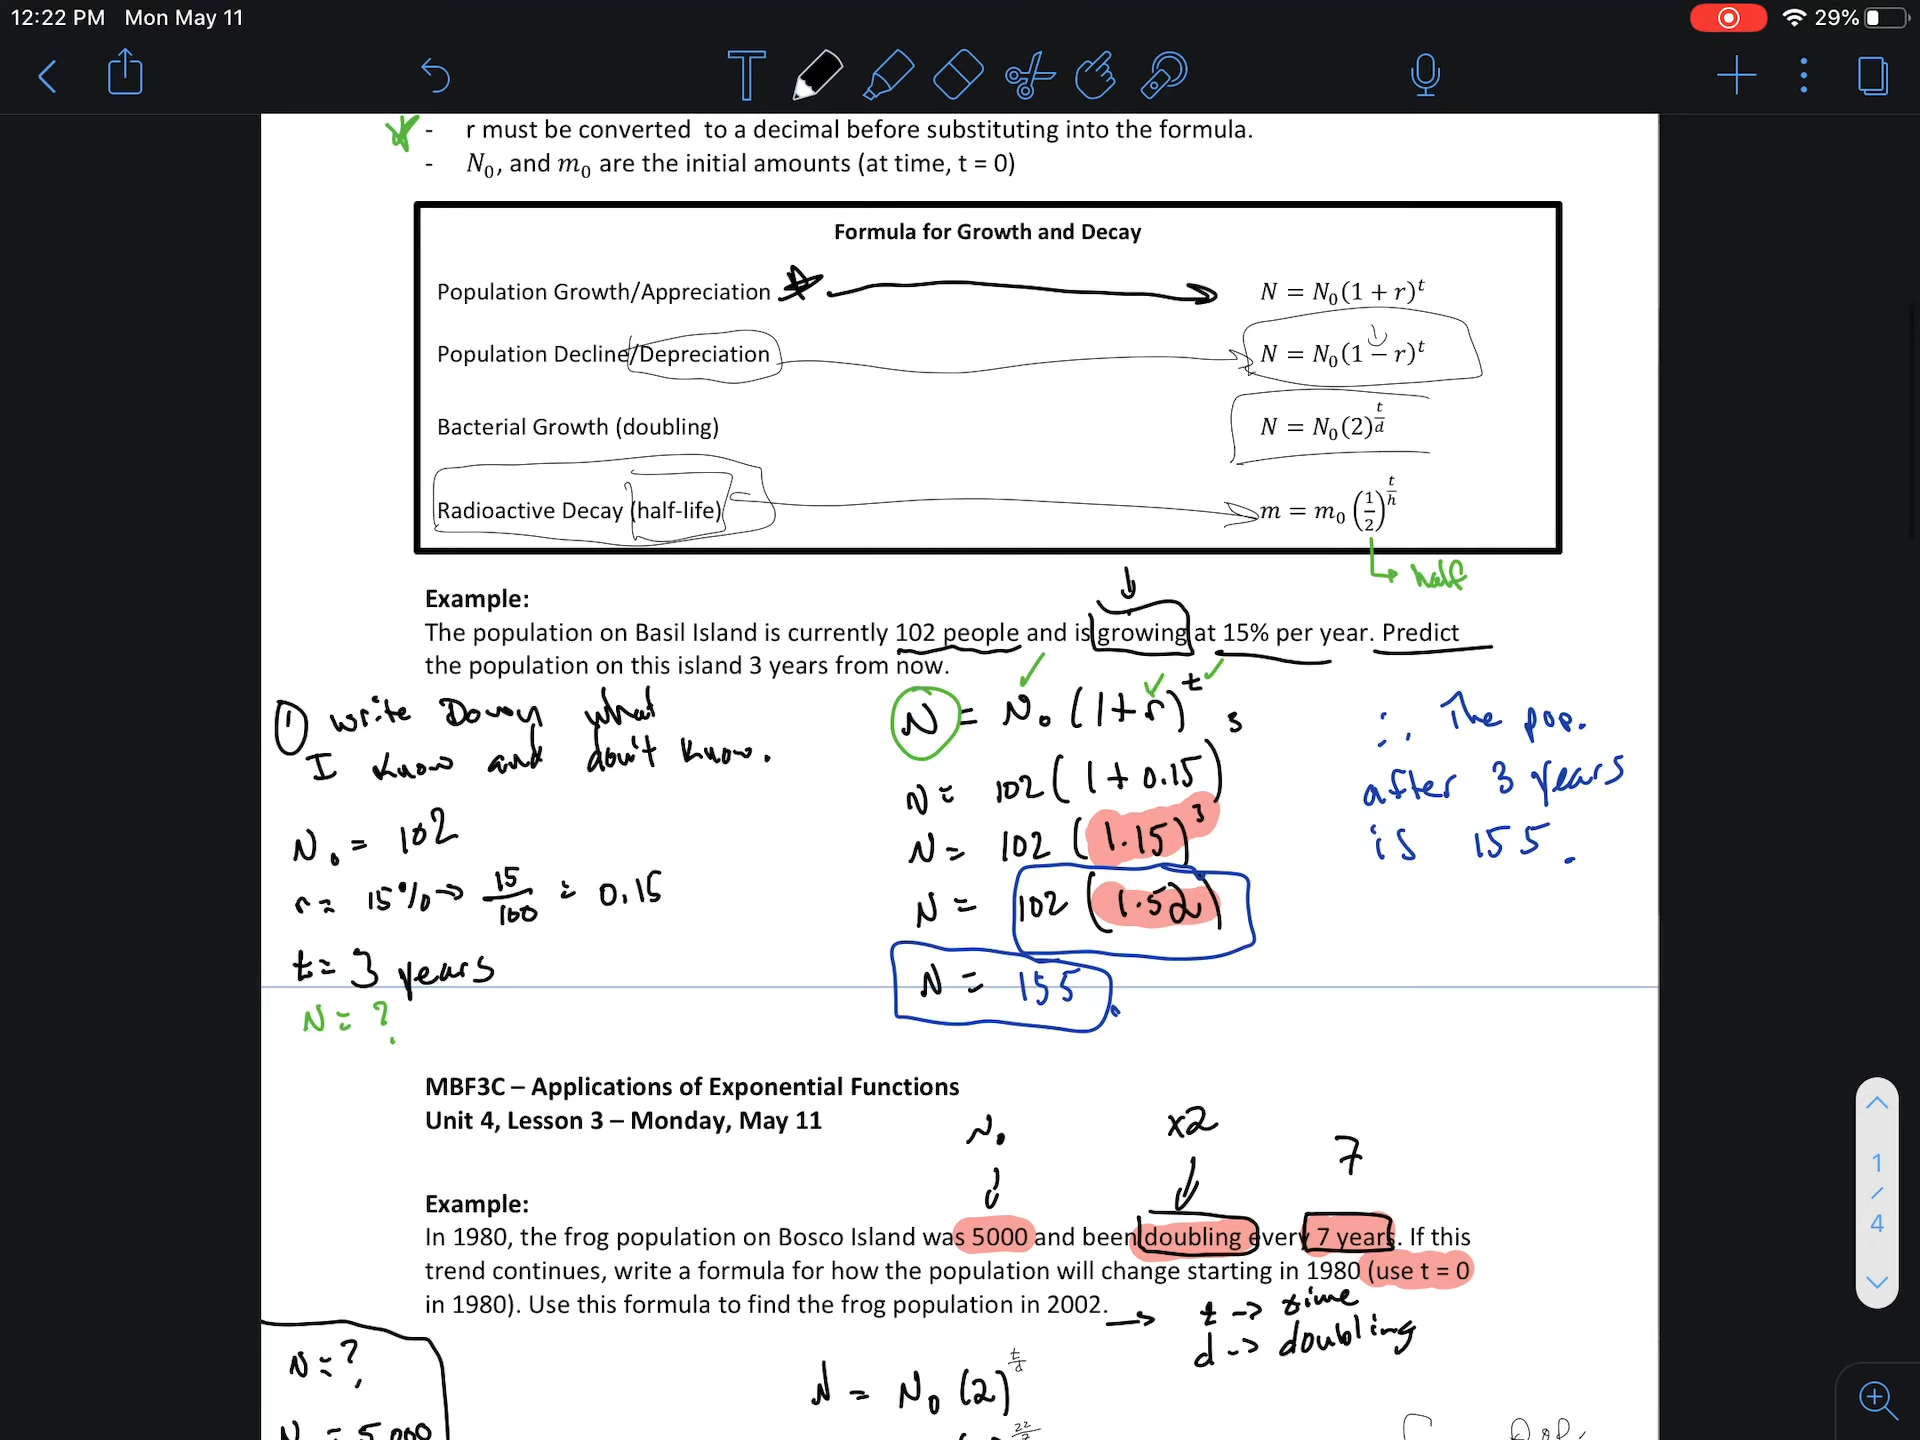 12:22 PM Mon May 11
29%
- r must be converted to a decimal before substituting into the formula.
- N₀, and m₀ are the initial amounts (at time, t = 0)
Formula for Growth and Decay
Population Growth/Appreciation N = N₀(1 + r)^t
Population Decline/Depreciation N = N₀(1 − r)^t
Bacterial Growth (doubling) N = N₀(2)^(t/d)
Radioactive Decay (half-life) m = m₀(1/2)^(t/h)
half
Example:
The population on Basil Island is currently 102 people and is growing at 15% per year. Predict
the population on this island 3 years from now.
① write Down what
I know and don't know.
N₀ = 102
r = 15% ⇒ 15/100 = 0.15
t = 3 years
N = ?
N = N₀ (1+r)^t
N = 102 (1 + 0.15)^3
N = 102 (1.15)^3
N = 102 (1.52)
N = 155
∴ The pop.
after 3 years
is 155.
MBF3C – Applications of Exponential Functions
Unit 4, Lesson 3 – Monday, May 11
N₀ x2 7
Example:
In 1980, the frog population on Bosco Island was 5000 and been doubling every 7 years. If this
trend continues, write a formula for how the population will change starting in 1980 (use t = 0
in 1980). Use this formula to find the frog population in 2002.
→ t → time
d → doubling
N = ?
N = N₀ (2)^(t/d)
5000
22/7
1
/
4